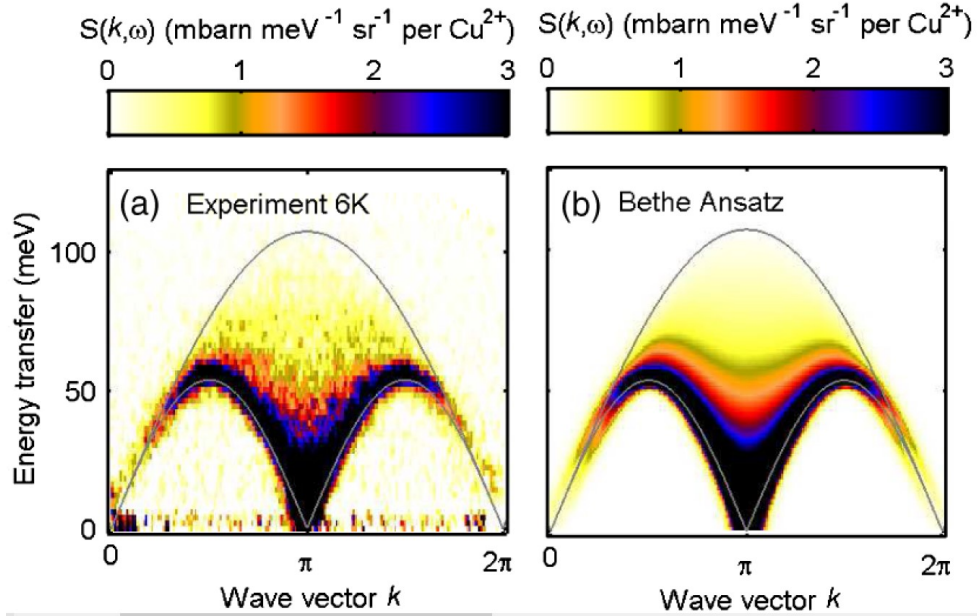 S(k,ω) (mbarn meV⁻¹ sr⁻¹ per Cu²⁺) S(k,ω) (mbarn meV⁻¹ sr⁻¹ per Cu²⁺)
0 1 2 3 0 1 2 3
(a) Experiment 6K (b) Bethe Ansatz
Energy transfer (meV)
100
50
0
0 π 2π 0 π 2π
Wave vector k Wave vector k